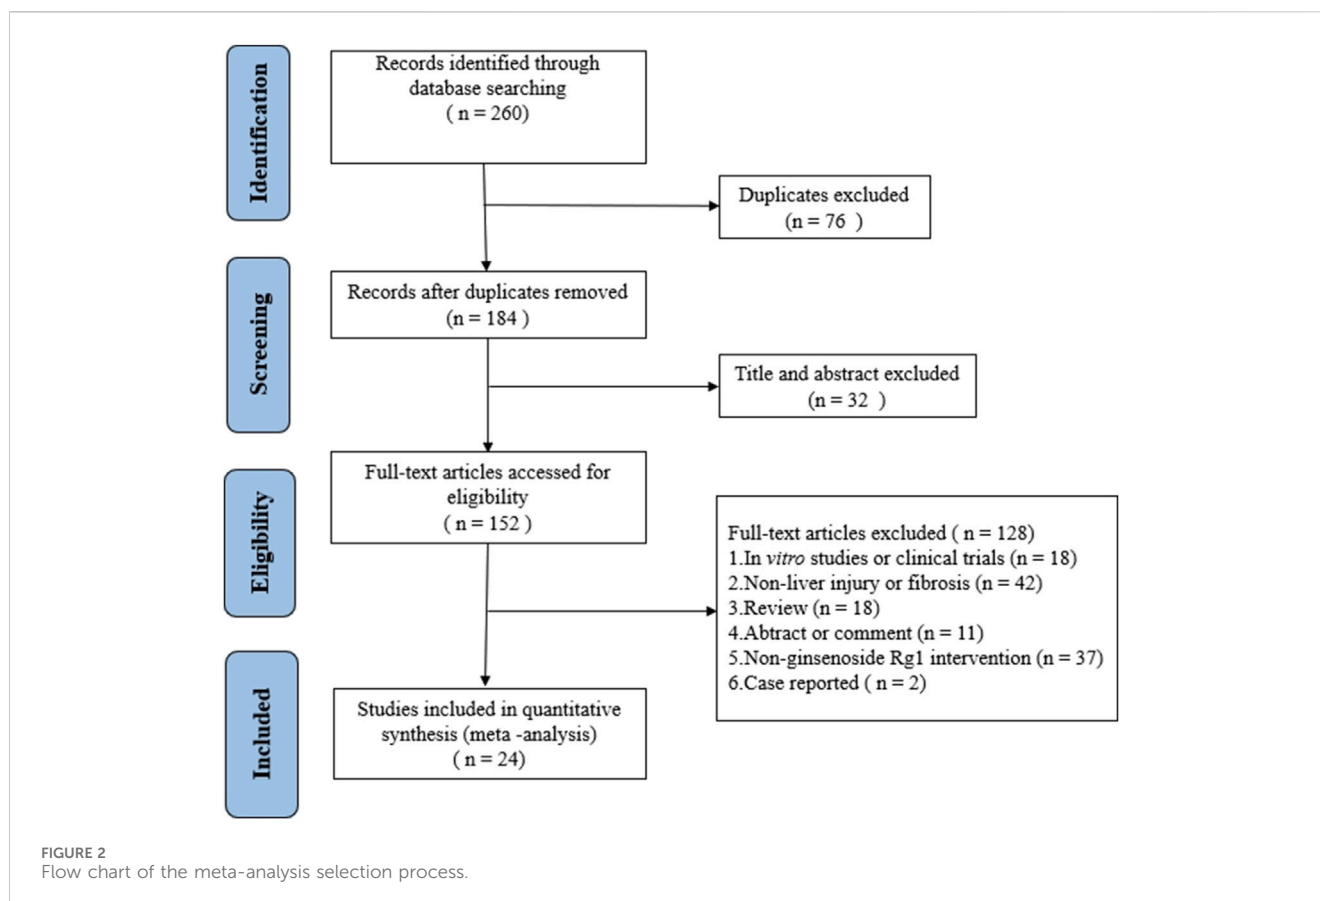 Identification
Records identified through
database searching
( n = 260)
Duplicates excluded
(n = 76  )
Screening
Records after duplicates removed
(n = 184 )
Title and abstract excluded
(n = 32  )
Eligibility
Full-text articles accessed for
eligibility
( n = 152 )
Full-text articles excluded ( n = 128)
1.In vitro studies or clinical trials (n = 18)
2.Non-liver injury or fibrosis (n = 42)
3.Review (n = 18)
4.Abtract or comment (n = 11)
5.Non-ginsenoside Rg1 intervention (n = 37)
6.Case reported ( n = 2)
Included
Studies included in quantitative
synthesis (meta -analysis)
( n = 24)
FIGURE 2
Flow chart of the meta-analysis selection process.